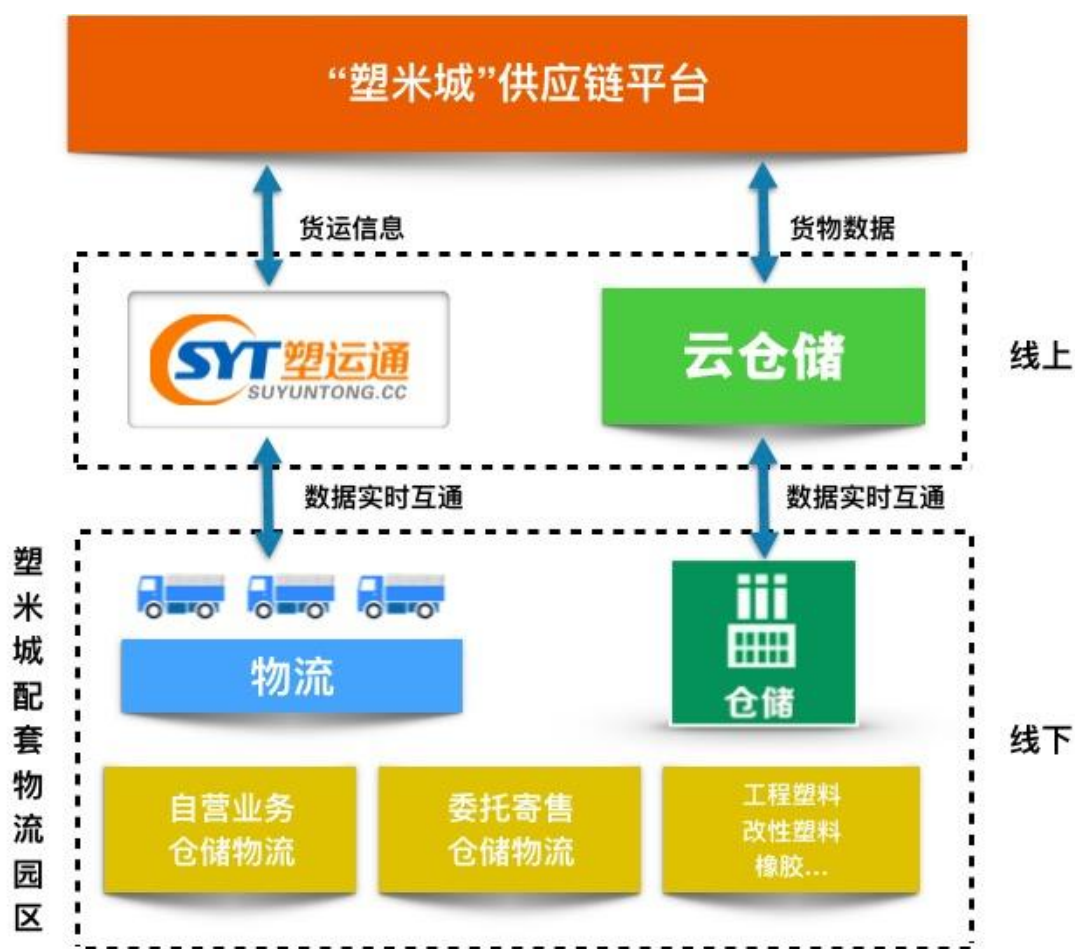 “塑米城”供应链平台
货运信息
货物数据
SYT塑运通
SUYUNTONG.CC
云仓储
线上
数据实时互通
数据实时互通
塑米城配套物流园区
物流
仓储
线下
自营业务
仓储物流
委托寄售
仓储物流
工程塑料
改性塑料
橡胶...